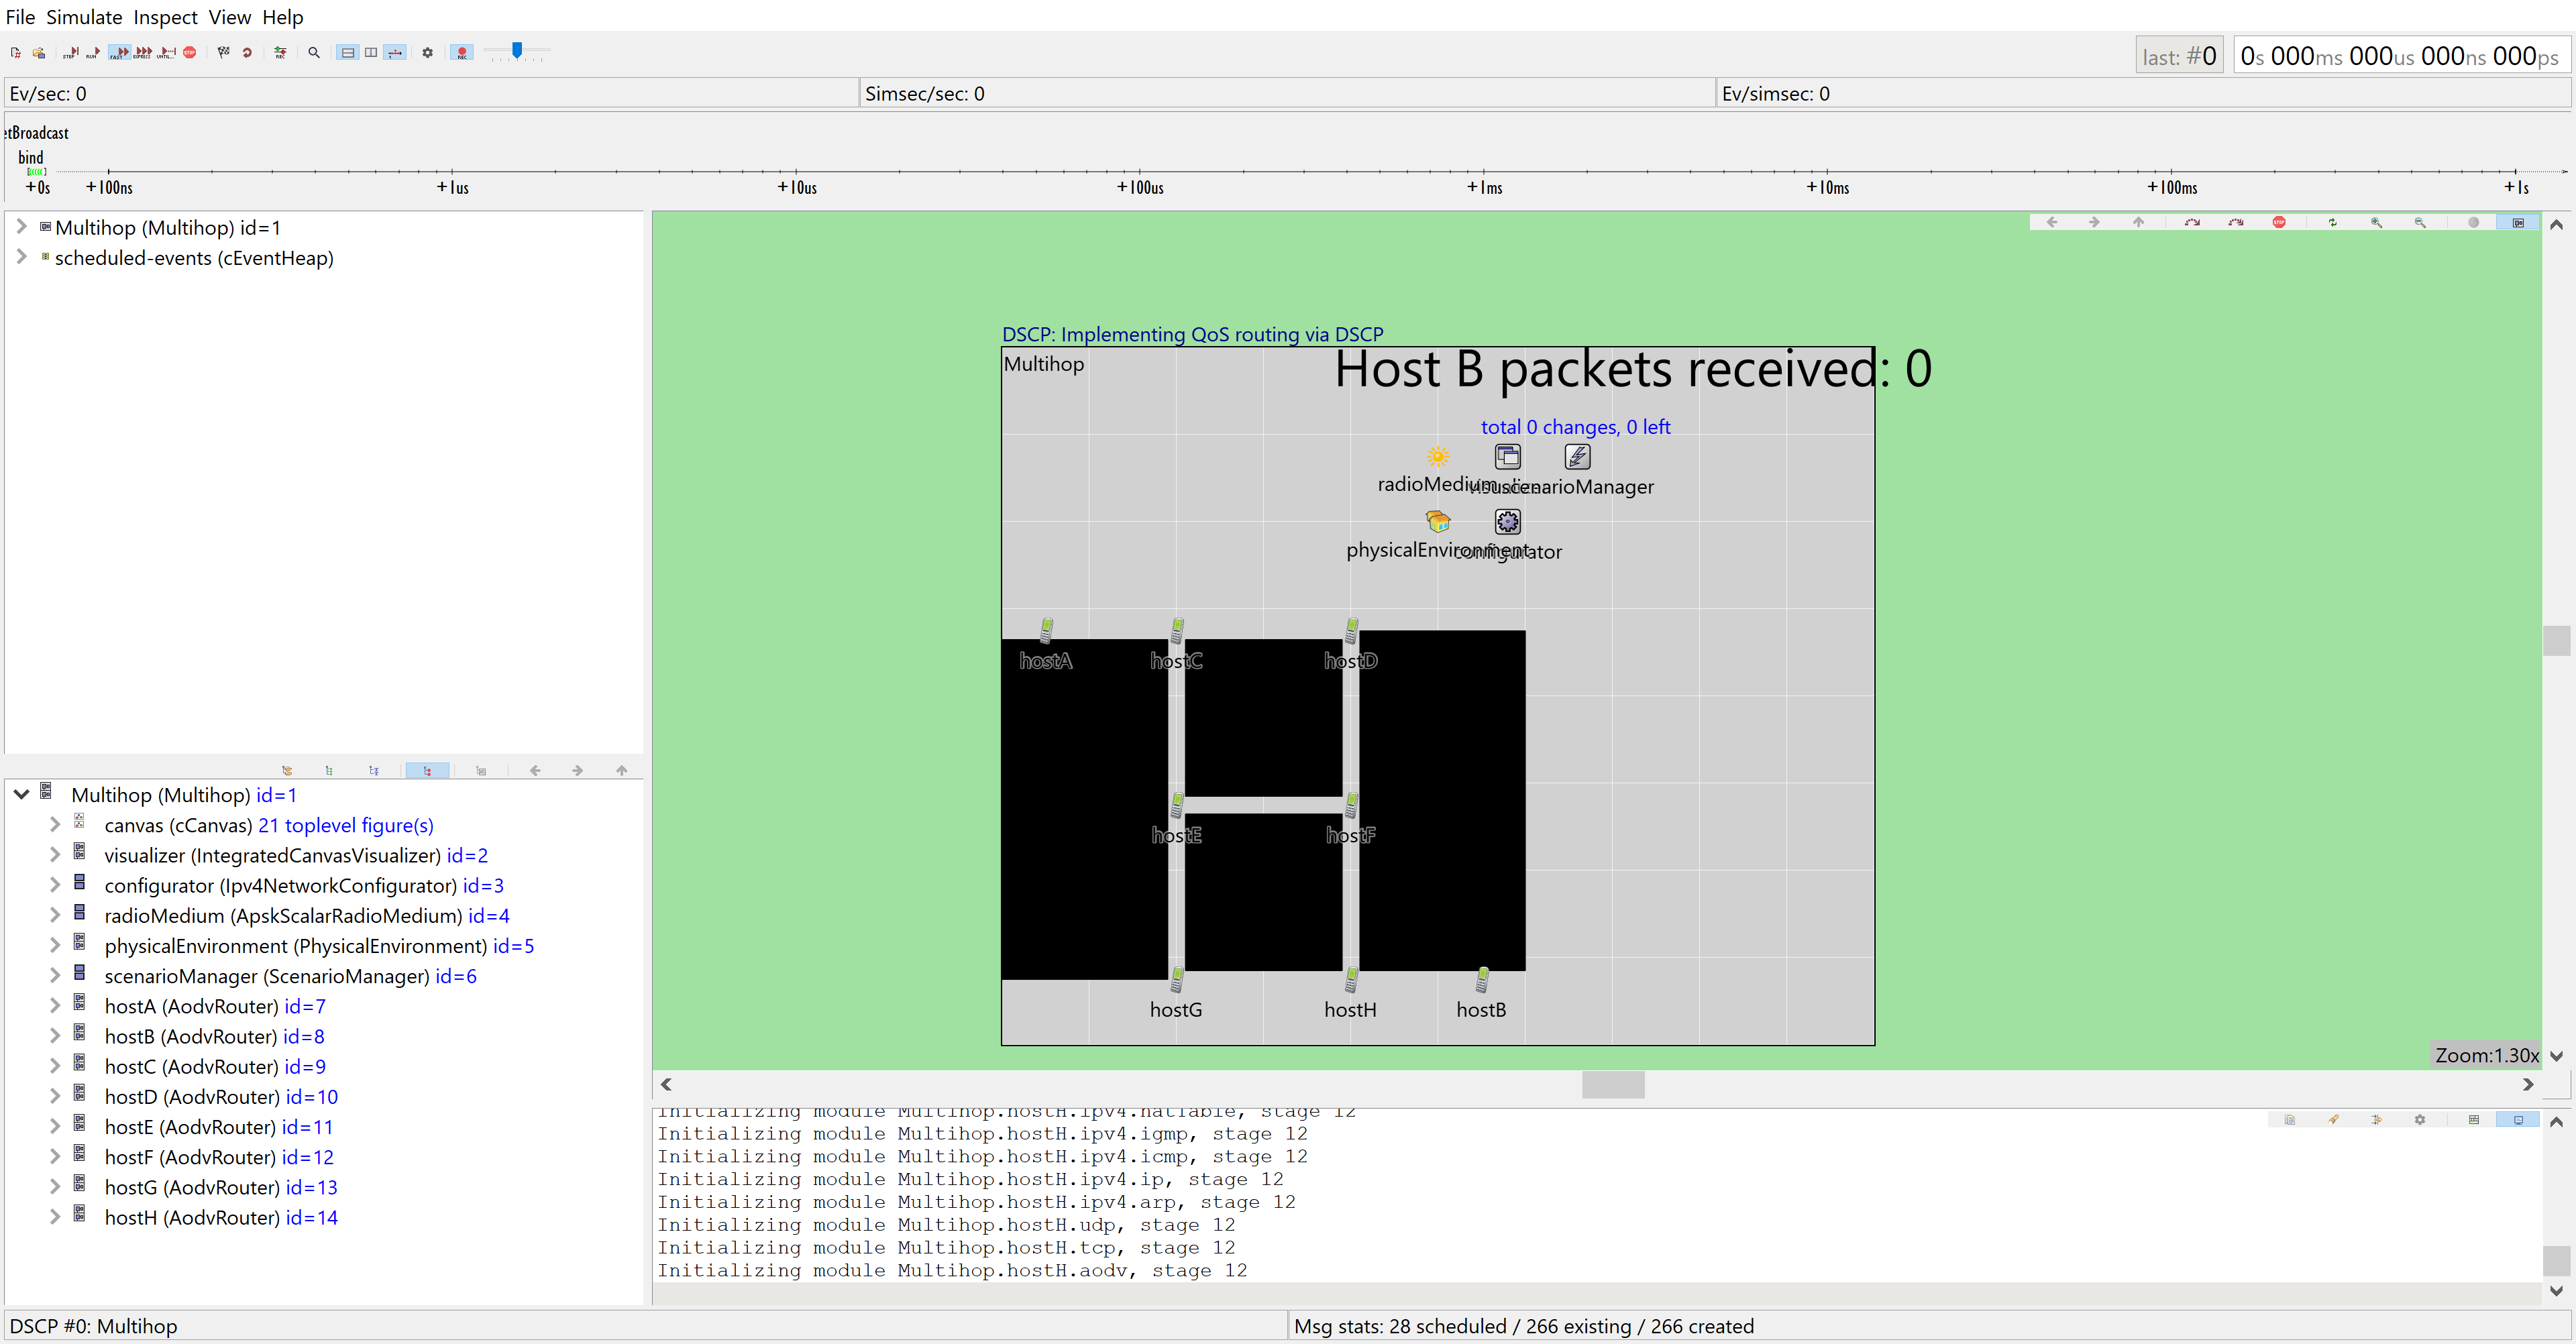 File Simulate Inspect View Help
STEP RUN FAST EXPRESS UNTIL... STOP REC REC
last: #0 0s 000ms 000us 000ns 000ps
Ev/sec: 0 Simsec/sec: 0 Ev/simsec: 0
etBroadcast
bind
+0s +100ns +1us +10us +100us +1ms +10ms +100ms +1s
Multihop (Multihop) id=1
scheduled-events (cEventHeap)
Multihop (Multihop) id=1
canvas (cCanvas) 21 toplevel figure(s)
visualizer (IntegratedCanvasVisualizer) id=2
configurator (Ipv4NetworkConfigurator) id=3
radioMedium (ApskScalarRadioMedium) id=4
physicalEnvironment (PhysicalEnvironment) id=5
scenarioManager (ScenarioManager) id=6
hostA (AodvRouter) id=7
hostB (AodvRouter) id=8
hostC (AodvRouter) id=9
hostD (AodvRouter) id=10
hostE (AodvRouter) id=11
hostF (AodvRouter) id=12
hostG (AodvRouter) id=13
hostH (AodvRouter) id=14
STOP
DSCP: Implementing QoS routing via DSCP
Multihop
Host B packets received: 0
total 0 changes, 0 left
radioMedium scenarioManager
physicalEnvironment configurator
hostA hostC hostD
hostE hostF
hostG hostH hostB
Zoom:1.30x
Initializing module Multihop.hostH.ipv4.natTable, stage 12
Initializing module Multihop.hostH.ipv4.igmp, stage 12
Initializing module Multihop.hostH.ipv4.icmp, stage 12
Initializing module Multihop.hostH.ipv4.ip, stage 12
Initializing module Multihop.hostH.ipv4.arp, stage 12
Initializing module Multihop.hostH.udp, stage 12
Initializing module Multihop.hostH.tcp, stage 12
Initializing module Multihop.hostH.aodv, stage 12
DSCP #0: Multihop Msg stats: 28 scheduled / 266 existing / 266 created